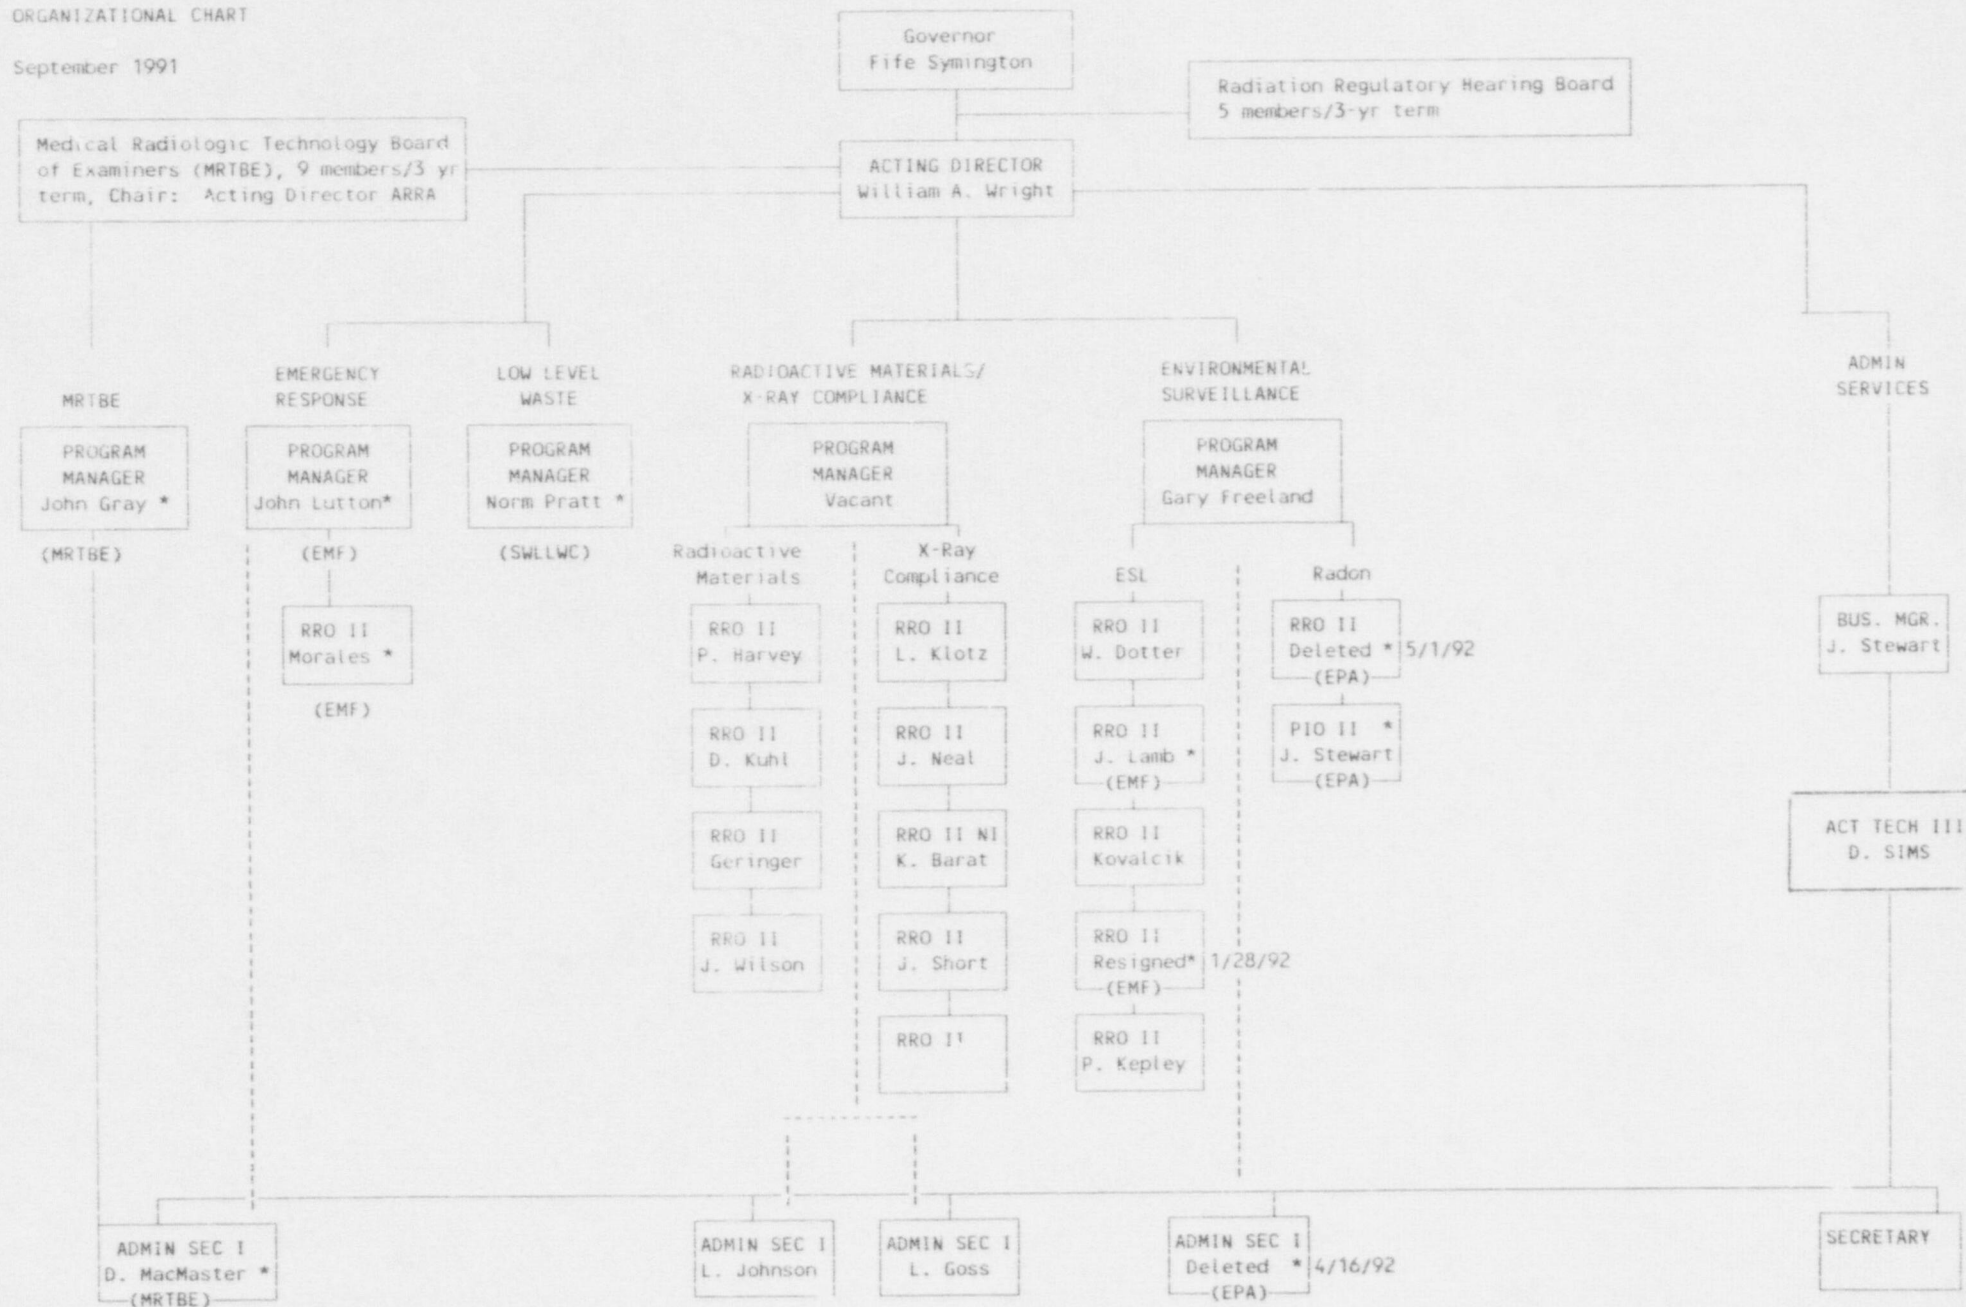 ORGANIZATIONAL CHART
September 1991
Governor
Fife Symington
Radiation Regulatory Hearing Board
5 members/3-yr term
Medical Radiologic Technology Board
of Examiners (MRTBE), 9 members/3 yr
term, Chair: Acting Director ARRA
ACTING DIRECTOR
William A. Wright
MRTBE
PROGRAM
MANAGER
John Gray *
(MRTBE)
EMERGENCY
RESPONSE
PROGRAM
MANAGER
John Lutton*
(EMF)
RRO II
Morales *
(EMF)
LOW LEVEL
WASTE
PROGRAM
MANAGER
Norm Pratt *
(SWLLWC)
RADIOACTIVE MATERIALS/
X-RAY COMPLIANCE
PROGRAM
MANAGER
Vacant
Radioactive
Materials
RRO II
P. Harvey
RRO II
D. Kuhl
RRO II
Geringer
RRO II
J. Wilson
X-Ray
Compliance
RRO II
L. Klotz
RRO II
J. Neal
RRO II NI
K. Barat
RRO II
J. Short
RRO II
ENVIRONMENTAL
SURVEILLANCE
PROGRAM
MANAGER
Gary Freeland
ESL
RRO II
W. Dotter
RRO II
J. Lamb *
(EMF)
RRO II
Kovalcik
RRO II
Resigned* 1/28/92
(EMF)
RRO II
P. Kepley
Radon
RRO II
Deleted * 5/1/92
(EPA)
PIO II *
J. Stewart
(EPA)
ADMIN
SERVICES
BUS. MGR.
J. Stewart
ACT TECH III
D. SIMS
ADMIN SEC I
D. MacMaster *
(MRTBE)
ADMIN SEC I
L. Johnson
ADMIN SEC I
L. Goss
ADMIN SEC I
Deleted * 4/16/92
(EPA)
SECRETARY